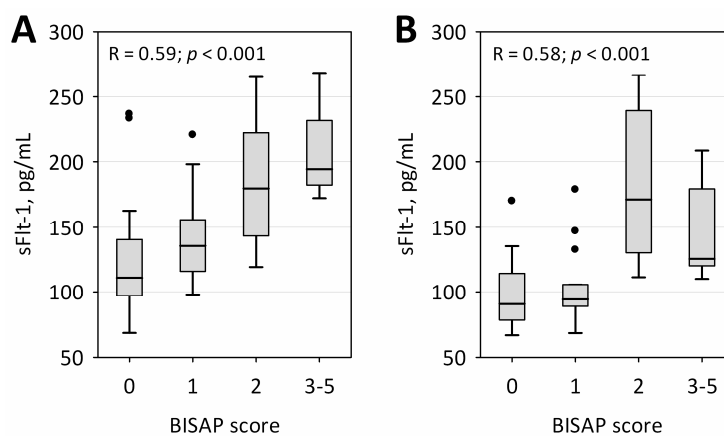 A
R = 0.59; p < 0.001
sFlt-1, pg/mL
300
250
200
150
100
50
0 1 2 3-5
BISAP score
B
R = 0.58; p < 0.001
sFlt-1, pg/mL
300
250
200
150
100
50
0 1 2 3-5
BISAP score